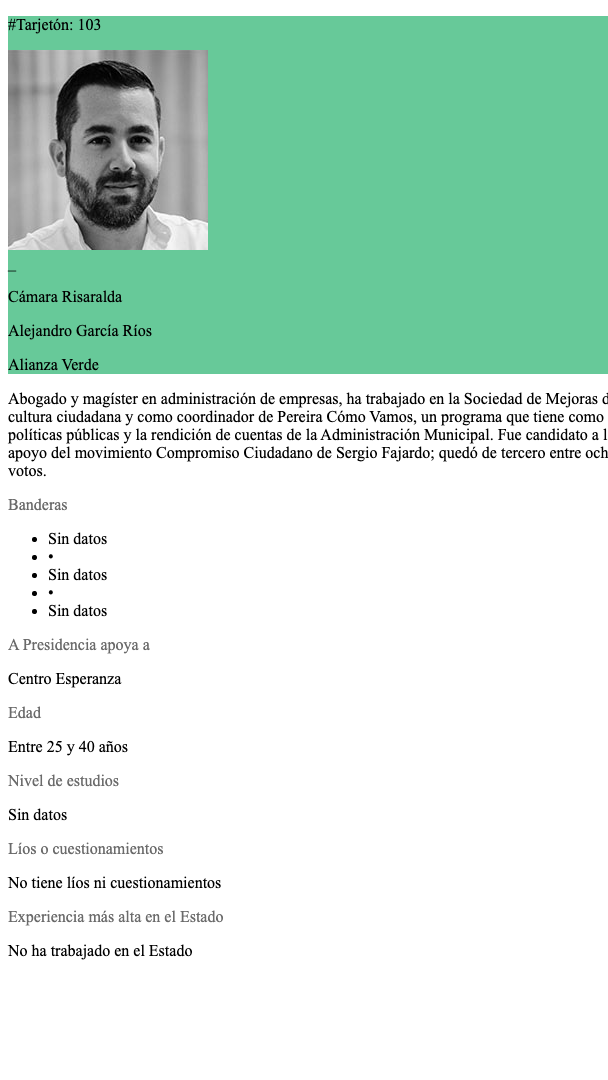 #Tarjetón: 103
_
Cámara Risaralda
Alejandro García Ríos
Alianza Verde
Abogado y magíster en administración de empresas, ha trabajado en la Sociedad de Mejoras d
cultura ciudadana y como coordinador de Pereira Cómo Vamos, un programa que tiene como
políticas públicas y la rendición de cuentas de la Administración Municipal. Fue candidato a l
apoyo del movimiento Compromiso Ciudadano de Sergio Fajardo; quedó de tercero entre och
votos.
Banderas
• Sin datos
• •
• Sin datos
• •
• Sin datos
A Presidencia apoya a
Centro Esperanza
Edad
Entre 25 y 40 años
Nivel de estudios
Sin datos
Líos o cuestionamientos
No tiene líos ni cuestionamientos
Experiencia más alta en el Estado
No ha trabajado en el Estado